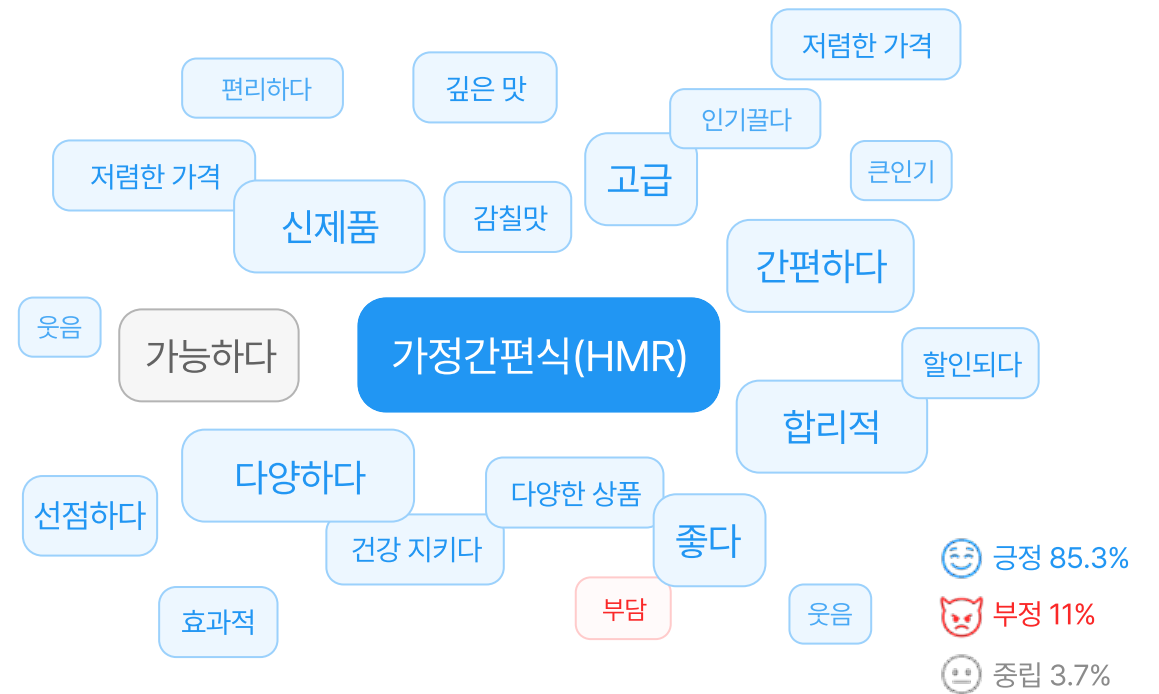 저렴한 가격
편리하다
깊은 맛
인기끌다
저렴한 가격
신제품
감칠맛
고급
큰인기
간편하다
웃음
가능하다
가정간편식(HMR)
할인되다
합리적
다양하다
다양한 상품
선점하다
건강 지키다
좋다
효과적
부담
웃음
긍정 85.3%
부정 11%
중립 3.7%